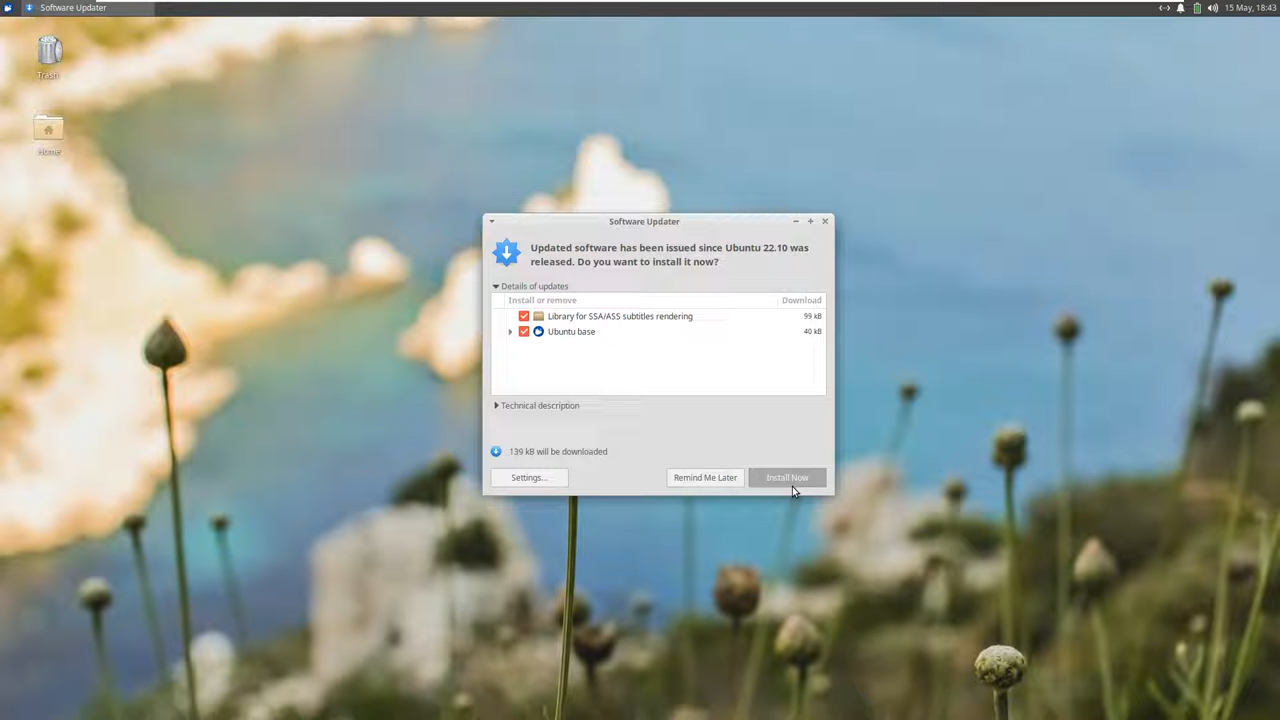 Software Updater
15 May, 18:43
Trash
Home
Software Updater
Updated software has been issued since Ubuntu 22.10 was
released. Do you want to install it now?
Details of updates
Install or remove Download
Library for SSA/ASS subtitles rendering 99 kB
Ubuntu base 40 kB
Technical description
139 kB will be downloaded
Settings... Remind Me Later Install Now